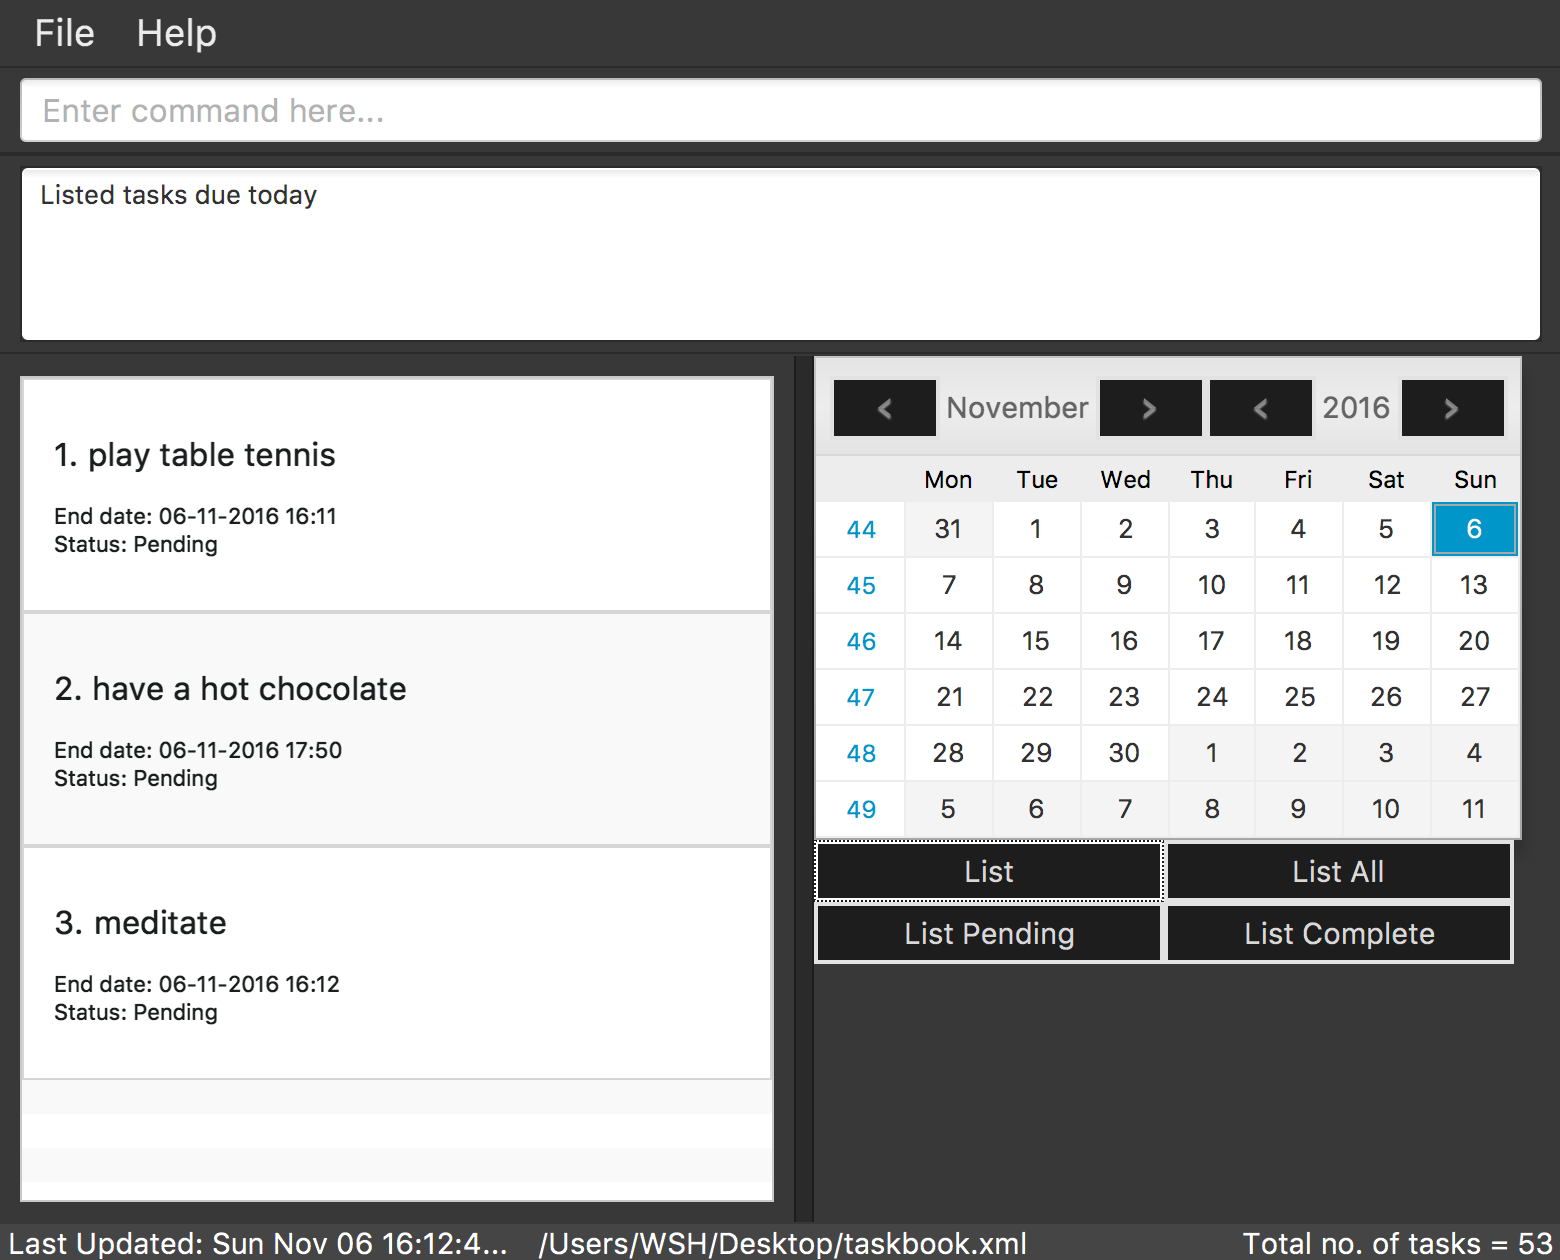 File Help
Enter command here...
Listed tasks due today
1. play table tennis
End date: 06-11-2016 16:11
Status: Pending
2. have a hot chocolate
End date: 06-11-2016 17:50
Status: Pending
3. meditate
End date: 06-11-2016 16:12
Status: Pending
< November > < 2016 >
Mon Tue Wed Thu Fri Sat Sun
44 31 1 2 3 4 5 6
45 7 8 9 10 11 12 13
46 14 15 16 17 18 19 20
47 21 22 23 24 25 26 27
48 28 29 30 1 2 3 4
49 5 6 7 8 9 10 11
List List All
List Pending List Complete
Last Updated: Sun Nov 06 16:12:4... /Users/WSH/Desktop/taskbook.xml Total no. of tasks = 53